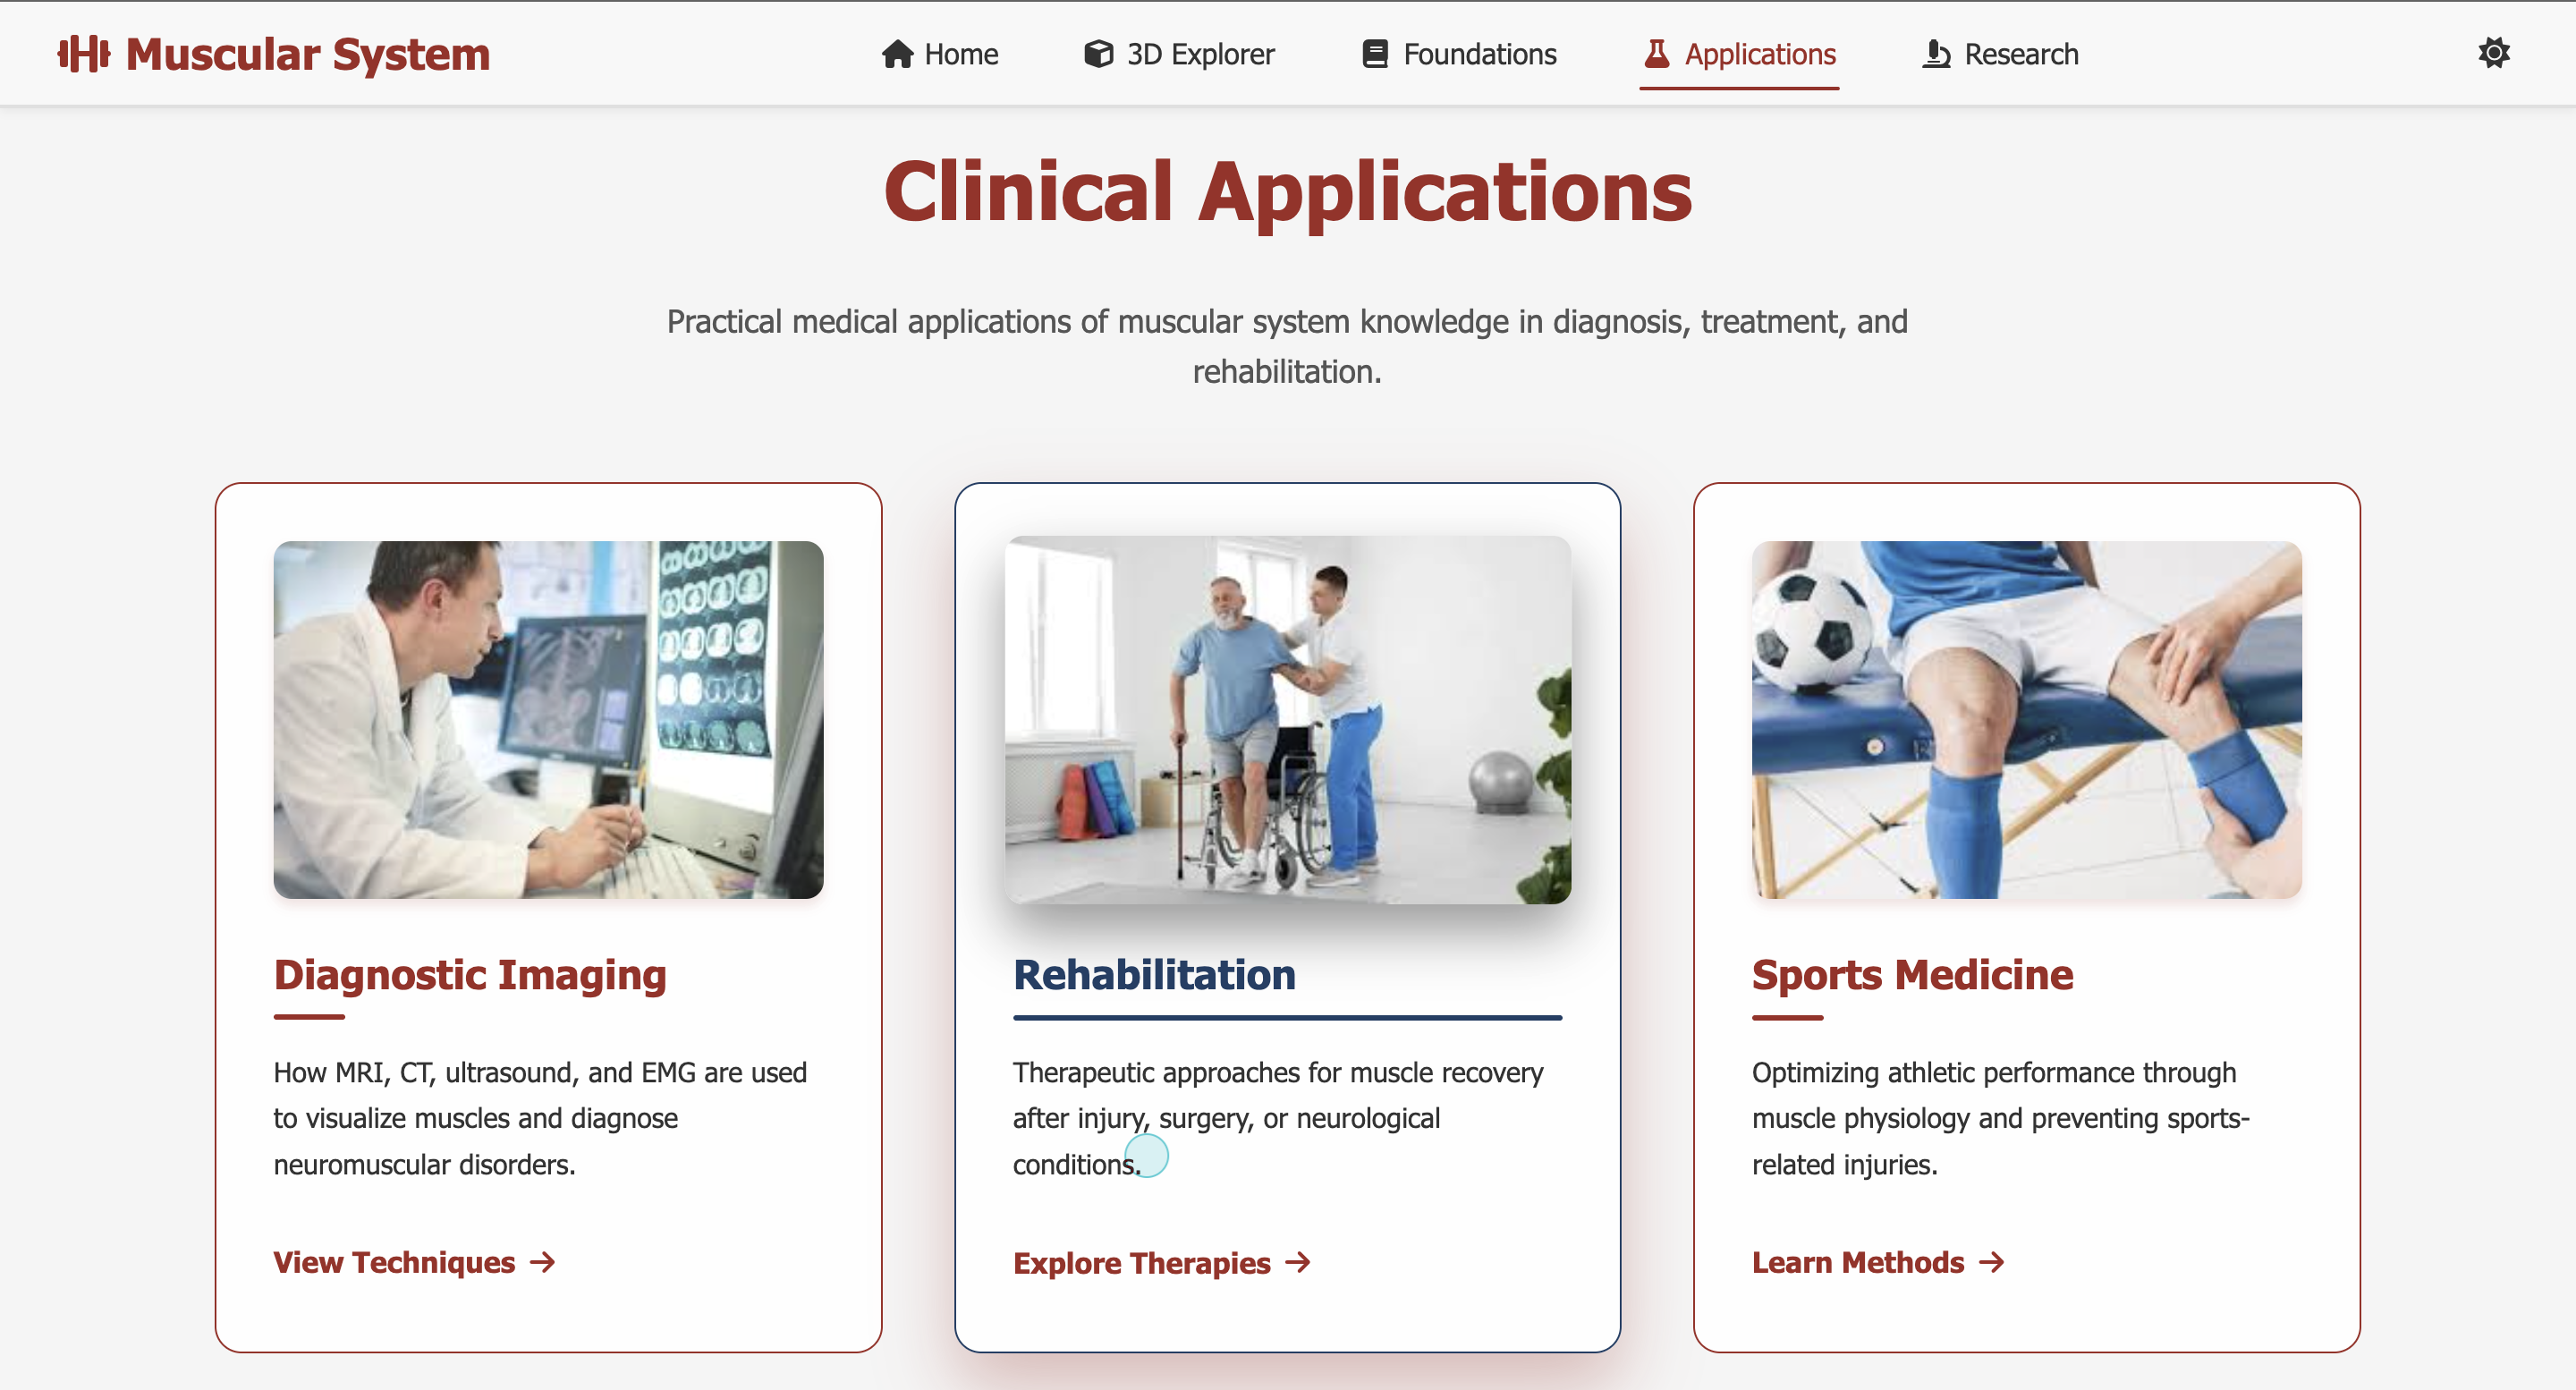 Muscular System
Home
3D Explorer
Foundations
Applications
Research
Clinical Applications
Practical medical applications of muscular system knowledge in diagnosis, treatment, and
rehabilitation.
Diagnostic Imaging
How MRI, CT, ultrasound, and EMG are used
to visualize muscles and diagnose
neuromuscular disorders.
View Techniques →
Rehabilitation
Therapeutic approaches for muscle recovery
after injury, surgery, or neurological
conditions.
Explore Therapies →
Sports Medicine
Optimizing athletic performance through
muscle physiology and preventing sports-
related injuries.
Learn Methods →